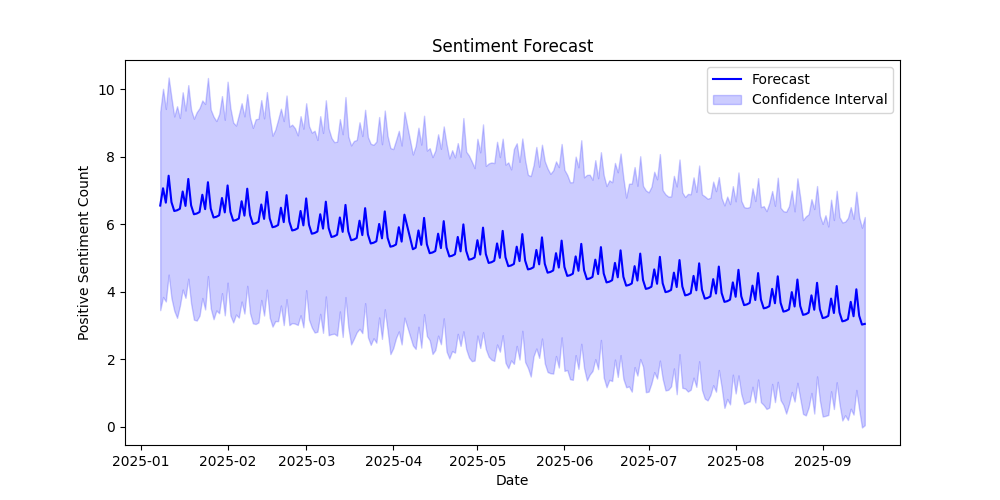 Sentiment Forecast
Forecast
Confidence Interval
Positive Sentiment Count
10
8
6
4
2
0
2025-01 2025-02 2025-03 2025-04 2025-05 2025-06 2025-07 2025-08 2025-09
Date